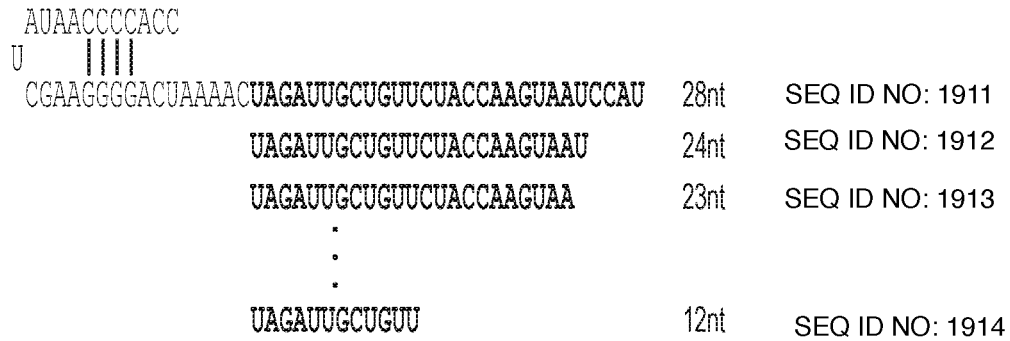 AUAACCCCACC
U
CGAAGGGGACUAAAACUAGAUUGCUGUUCUACCAAGUAAUCCAU 28nt SEQ ID NO: 1911
UAGAUUGCUGUUCUACCAAGUAAU 24nt SEQ ID NO: 1912
UAGAUUGCUGUUCUACCAAGUAA 23nt SEQ ID NO: 1913
UAGAUUGCUGUU 12nt SEQ ID NO: 1914